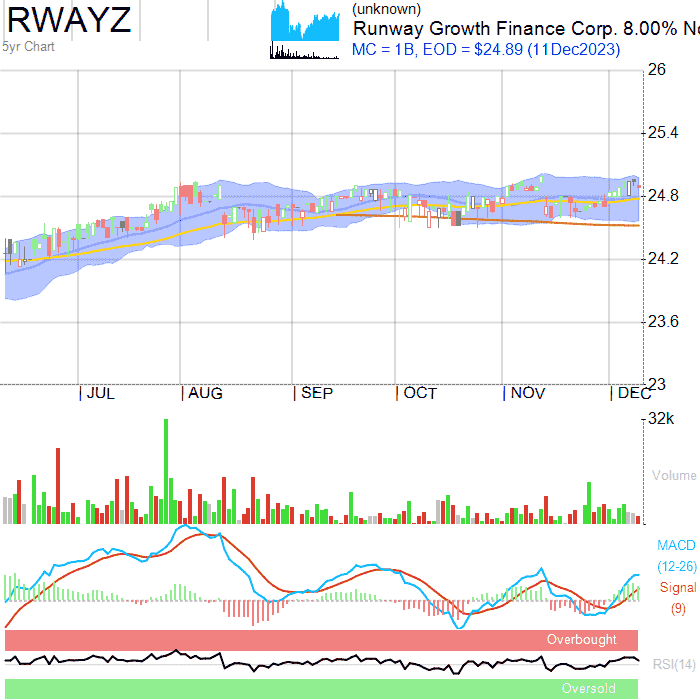 RWAYZ
5yr Chart
(unknown)
Runway Growth Finance Corp. 8.00% No
MC = 1B, EOD = $24.89 (11Dec2023)
26
25.4
24.8
24.2
23.6
23
JUL AUG SEP OCT NOV DEC
32k
Volume
MACD
(12-26)
Signal
(9)
Overbought
RSI(14)
Oversold